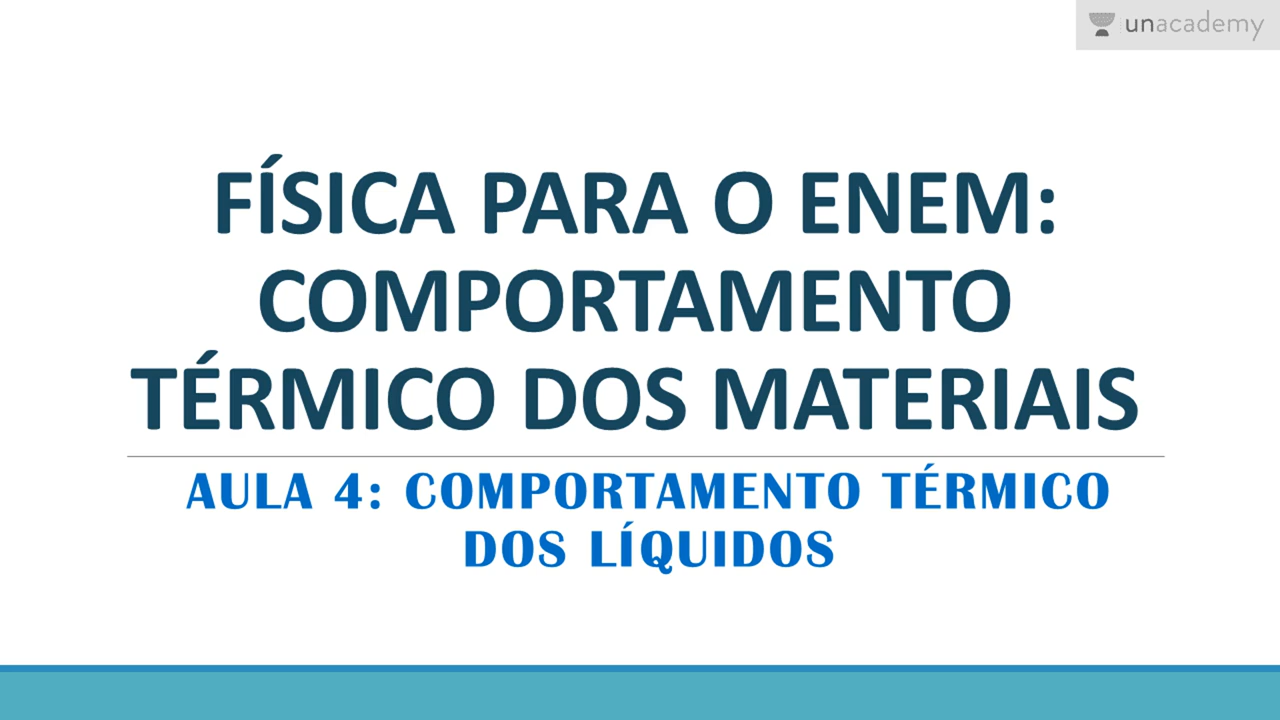 unacademy
FÍSICA PARA O ENEM:
COMPORTAMENTO
TÉRMICO DOS MATERIAIS
AULA 4: COMPORTAMENTO TÉRMICO
DOS LÍQUIDOS